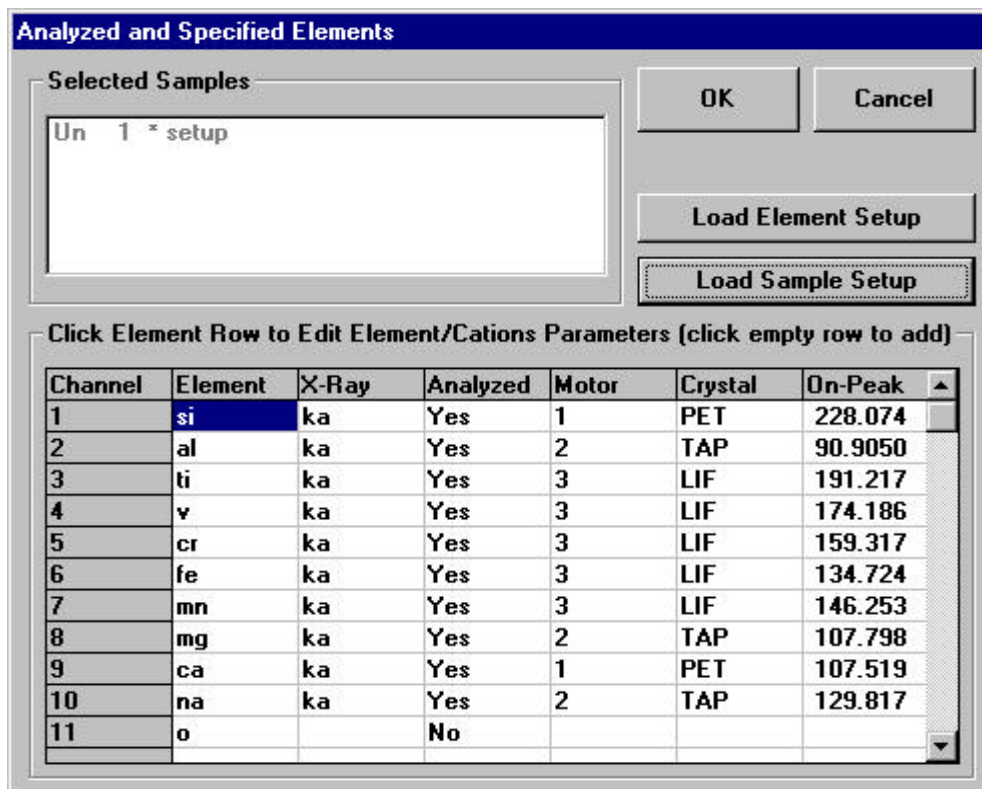 Analyzed and Specified Elements
Selected Samples
Un 1 * setup
OK
Cancel
Load Element Setup
Load Sample Setup
Click Element Row to Edit Element/Cations Parameters (click empty row to add)
Channel Element X-Ray Analyzed Motor Crystal On-Peak
1 si ka Yes 1 PET 228.074
2 al ka Yes 2 TAP 90.9050
3 ti ka Yes 3 LIF 191.217
4 v ka Yes 3 LIF 174.186
5 cr ka Yes 3 LIF 159.317
6 fe ka Yes 3 LIF 134.724
7 mn ka Yes 3 LIF 146.253
8 mg ka Yes 2 TAP 107.798
9 ca ka Yes 1 PET 107.519
10 na ka Yes 2 TAP 129.817
11 o No